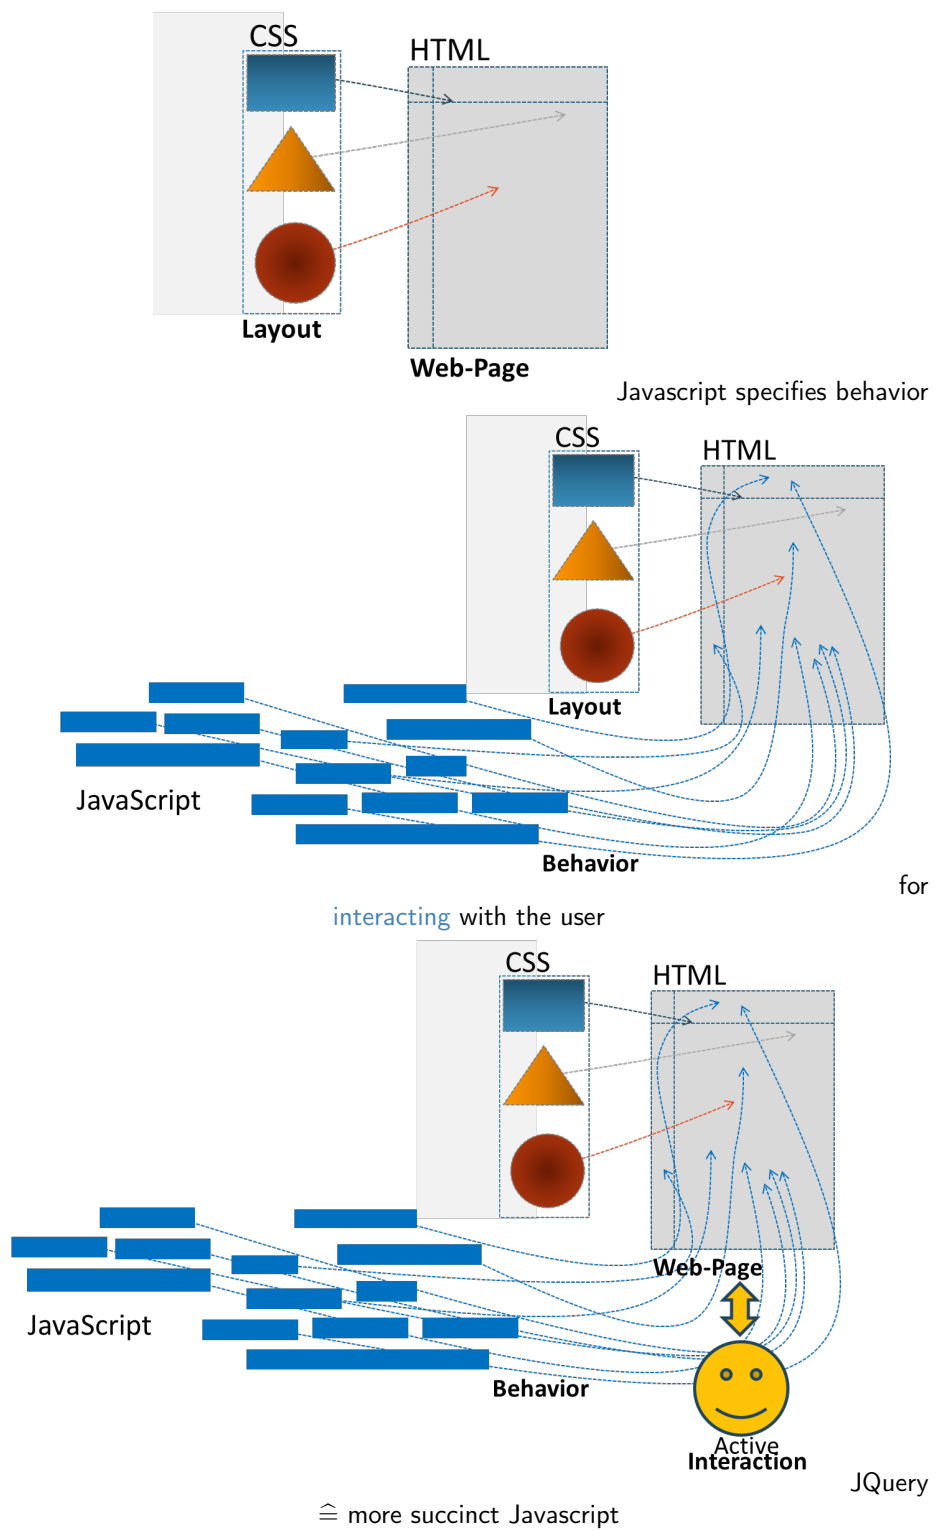 CSS
HTML
Layout
Web-Page
Javascript specifies behavior
CSS
HTML
Layout
JavaScript
Behavior
for
interacting with the user
CSS
HTML
Web-Page
JavaScript
Behavior
Active
Interaction
JQuery
≙ more succinct Javascript